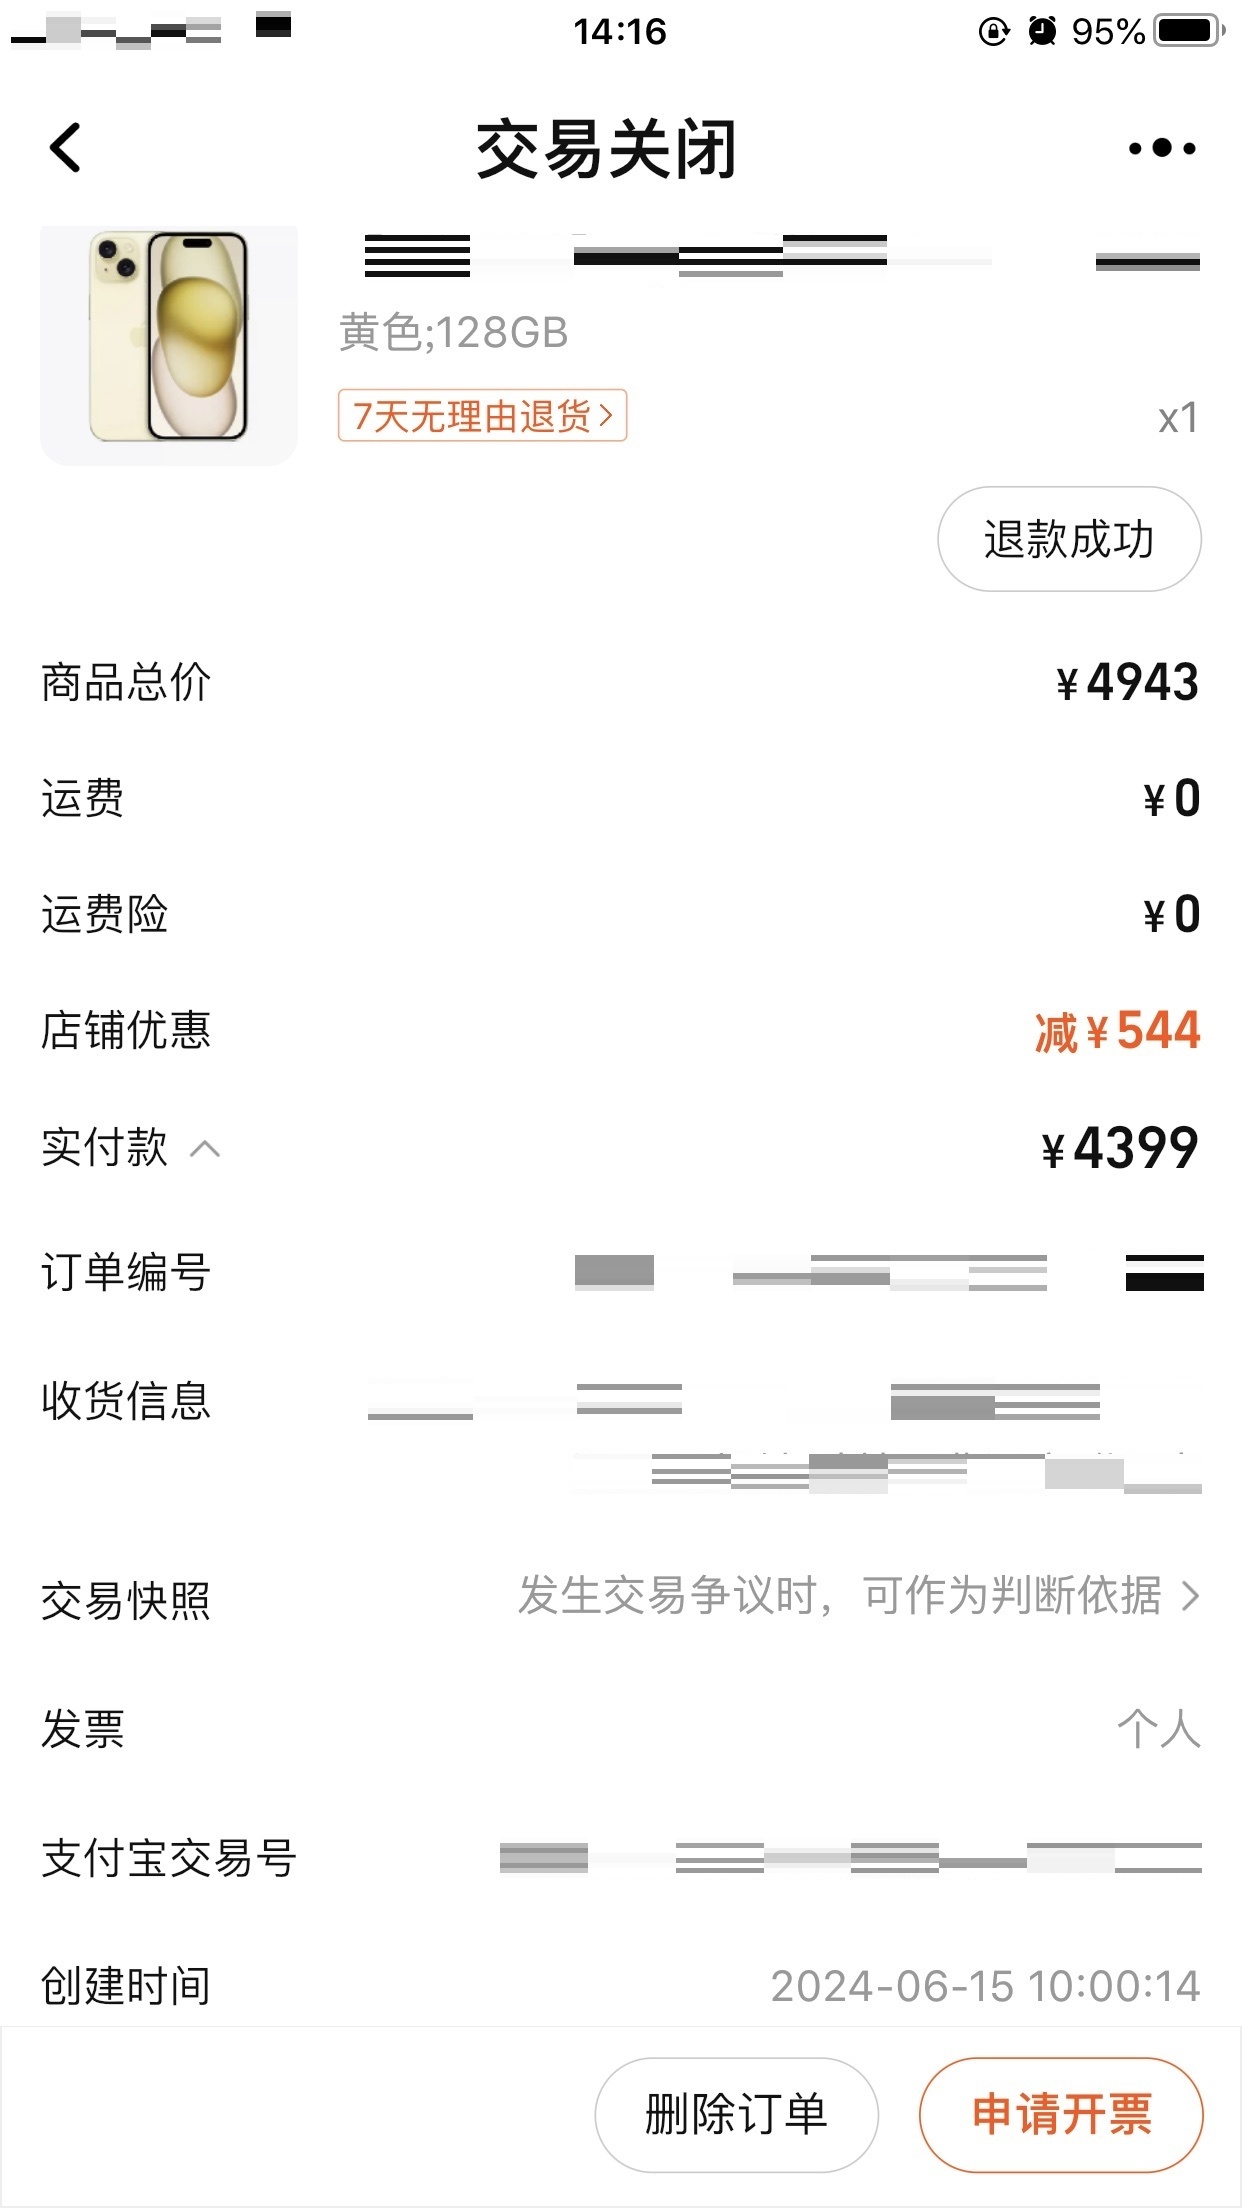 14:16
95%
交易关闭
黄色;128GB
7天无理由退货
x1
退款成功
商品总价 ¥4943
运费 ¥0
运费险 ¥0
店铺优惠 减¥544
实付款 ¥4399
订单编号
收货信息
交易快照 发生交易争议时，可作为判断依据
发票 个人
支付宝交易号
创建时间 2024-06-15 10:00:14
删除订单 申请开票